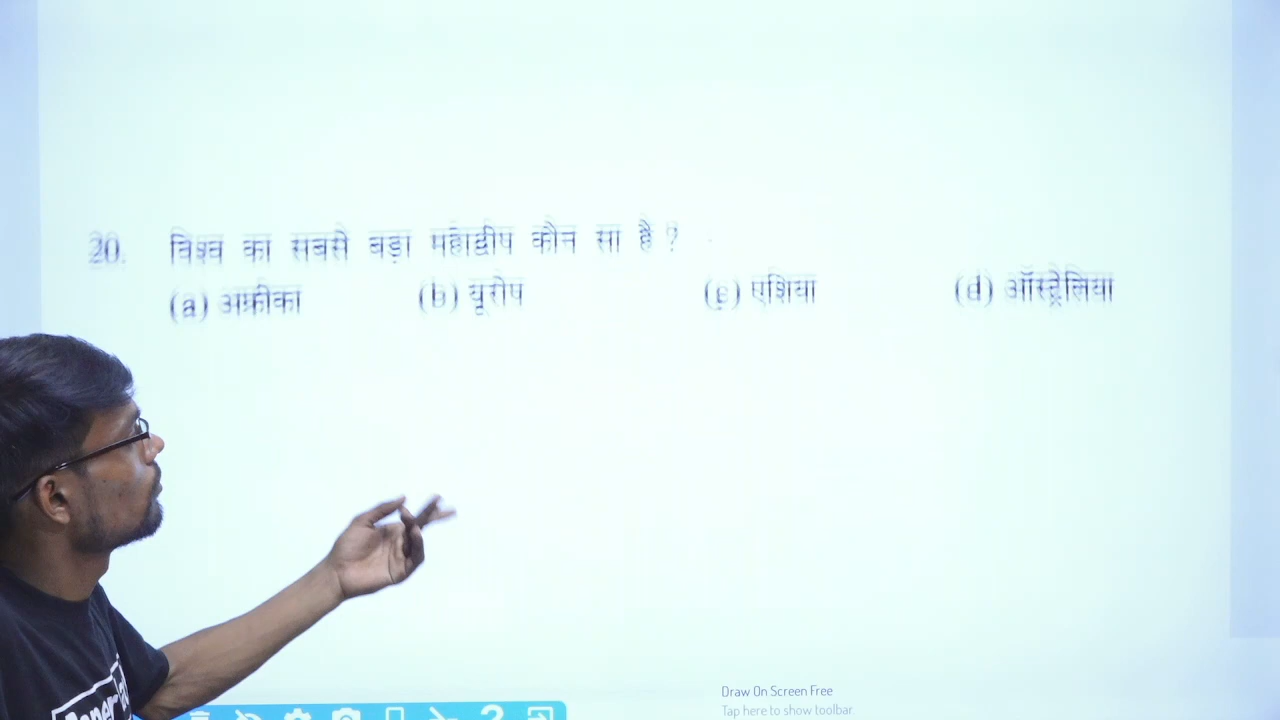 20. विश्व का सबसे बड़ा महाद्वीप कौन सा है ?
(a) अफ्रीका (b) यूरोप (c) एशिया (d) ऑस्ट्रेलिया
Draw On Screen Free
Tap here to show toolbar